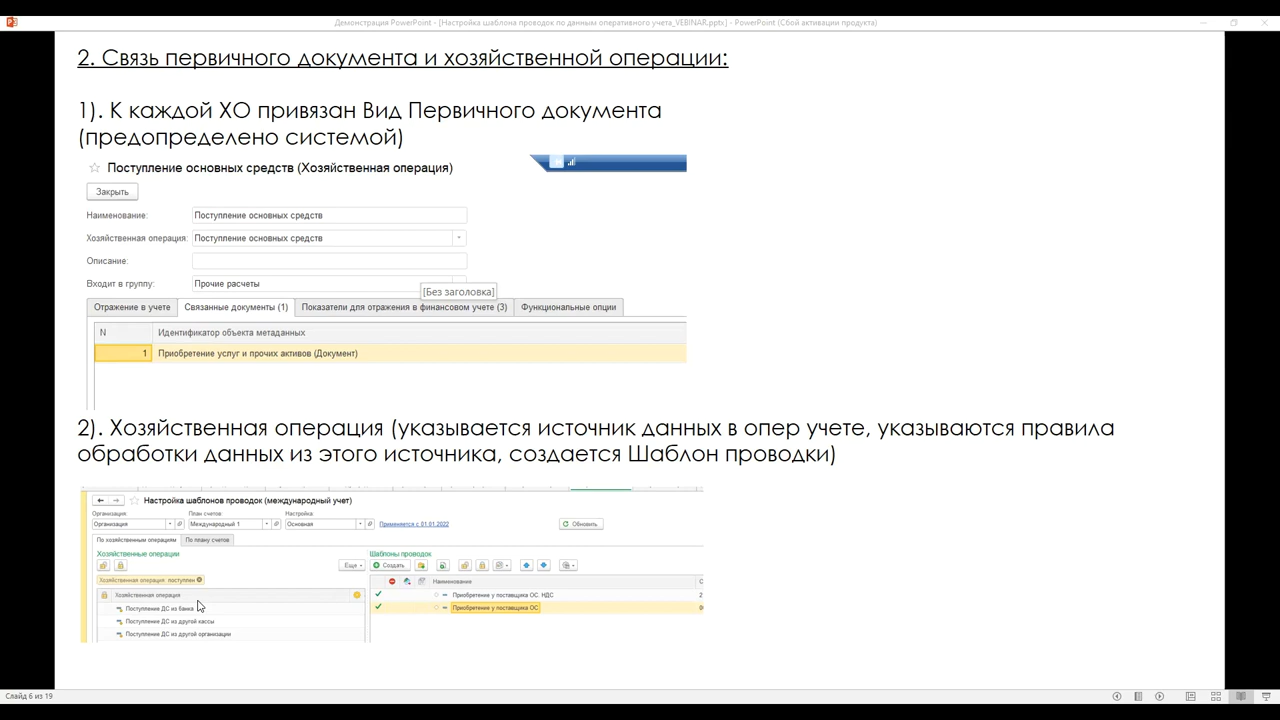 Демонстрация PowerPoint - [Настройка шаблона проводок по данным оперативного учета_VEBINAR.pptx] - PowerPoint (Сбой активации продукта)
2. Связь первичного документа и хозяйственной операции:
1). К каждой ХО привязан Вид Первичного документа
(предопределено системой)
Поступление основных средств (Хозяйственная операция)
Закрыть
Наименование: Поступление основных средств
Хозяйственная операция: Поступление основных средств
Описание:
Входит в группу: Прочие расчеты
[Без заголовка]
Отражение в учете Связанные документы (1) Показатели для отражения в финансовом учете (3) Функциональные опции
N Идентификатор объекта метаданных
1 Приобретение услуг и прочих активов (Документ)
2). Хозяйственная операция (указывается источник данных в опер учете, указываются правила
обработки данных из этого источника, создается Шаблон проводки)
Настройка шаблонов проводок (международный учет)
Организация: План счетов: Настройка:
Организация Международный 1 Основная Применяется с 01.01.2022 Обновить
По хозяйственным операциям По плану счетов
Хозяйственные операции Шаблоны проводок
Еще Создать
Хозяйственная операция: поступлен
Хозяйственная операция Наименование
Приобретение у поставщика ОС: НДС
Поступление ДС из банка Приобретение у поставщика ОС
Поступление ДС из другой кассы
Поступление ДС из другой организации
Слайд 6 из 19